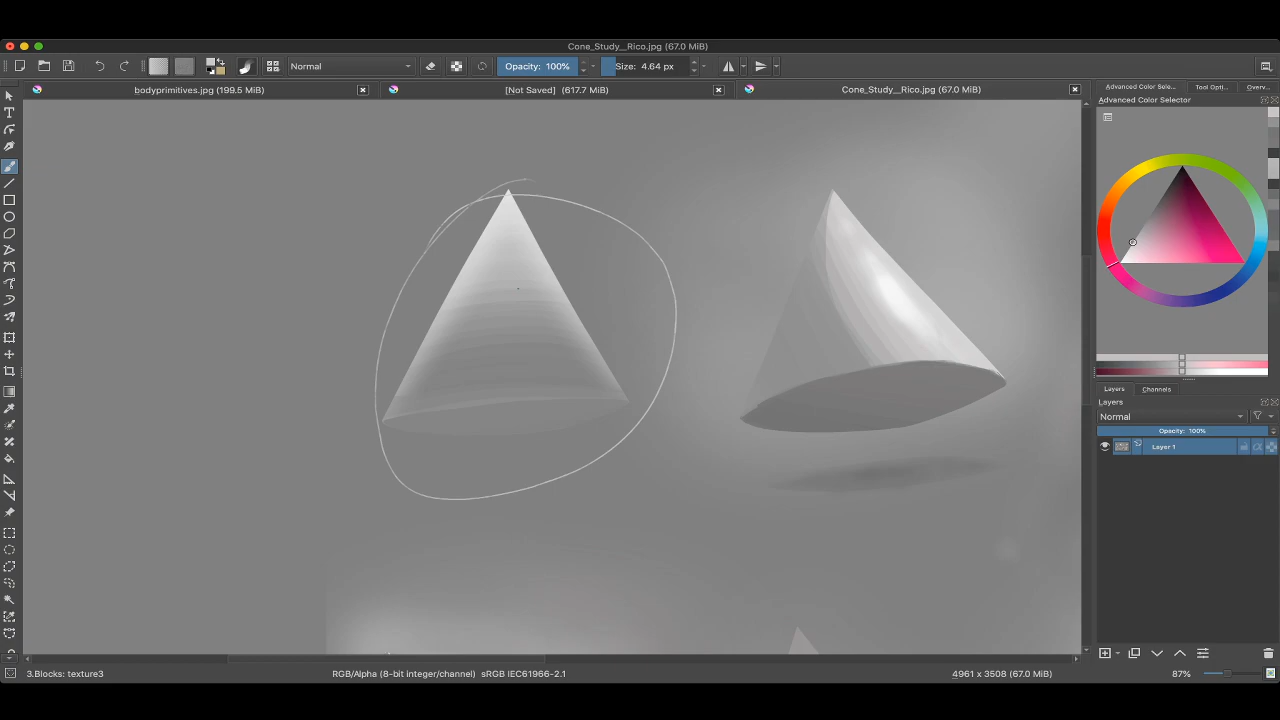 Cone_Study__Rico.jpg (67.0 MiB)
Normal
Opacity: 100%
Size: 4.64 px
bodyprimitives.jpg (199.5 MiB)
[Not Saved] (617.7 MiB)
Cone_Study__Rico.jpg (67.0 MiB)
Advanced Color Sele...
Tool Opti...
Overv...
Advanced Color Selector
Layers
Channels
Layers
Normal
Opacity: 100%
Layer 1
3.Blocks: texture3
RGB/Alpha (8-bit integer/channel) sRGB IEC61966-2.1
4961 x 3508 (67.0 MiB)
87%